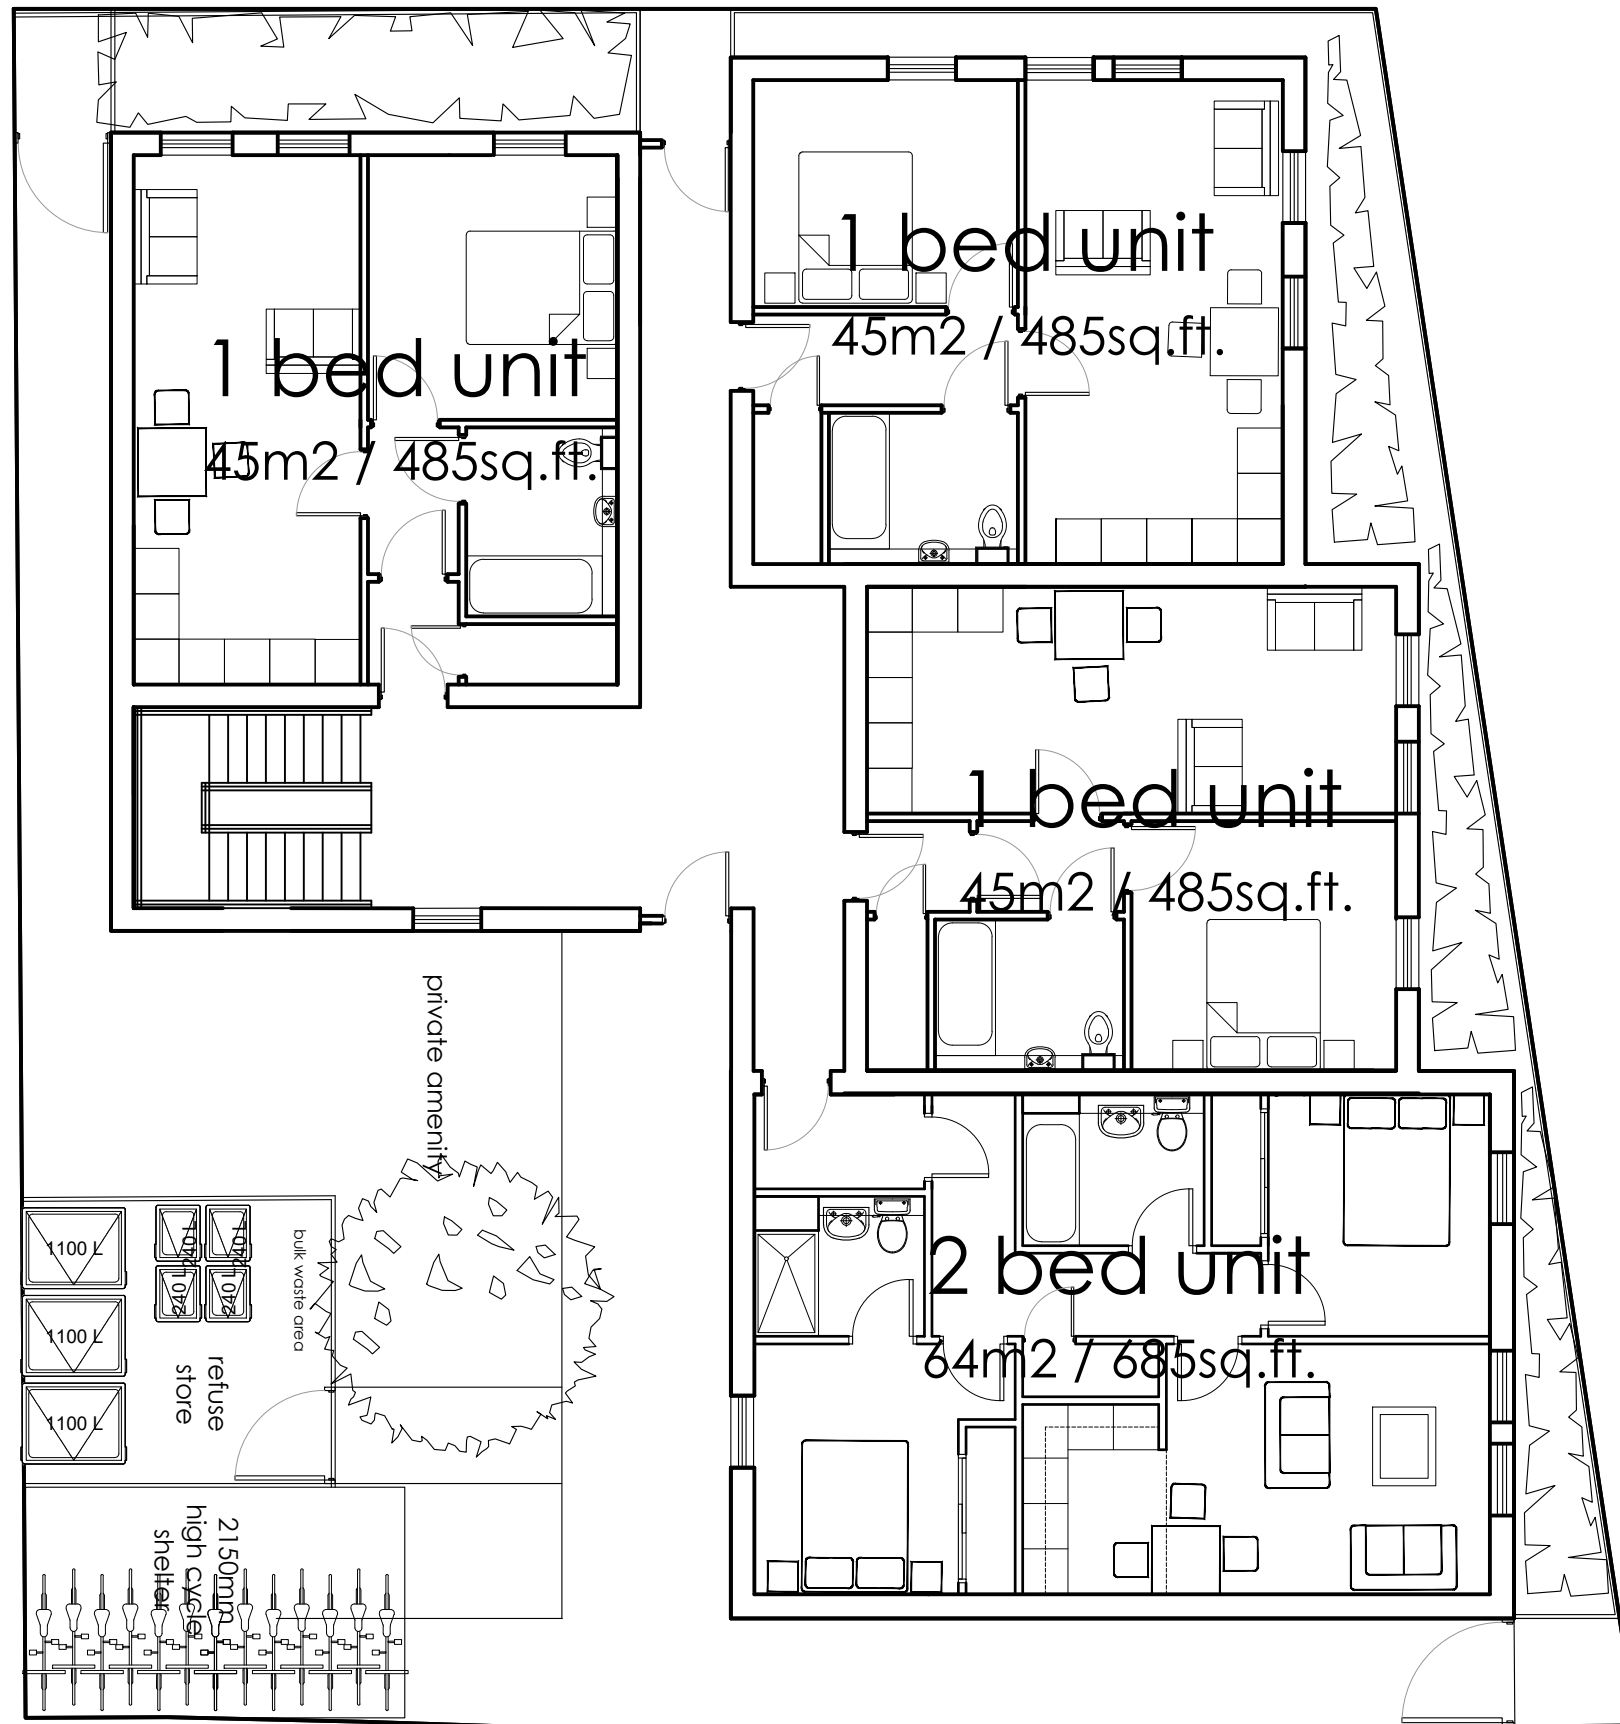 1 bed unit
45m2 / 485sq.ft.
1 bed unit
45m2 / 485sq.ft.
1 bed unit
45m2 / 485sq.ft.
private amenity
1100 L
1100 L
1100 L
240 L
240 L
240 L
240 L
bulk waste area
refuse
store
2 bed unit
64m2 / 685sq.ft.
2150mm
high cycle
shelter